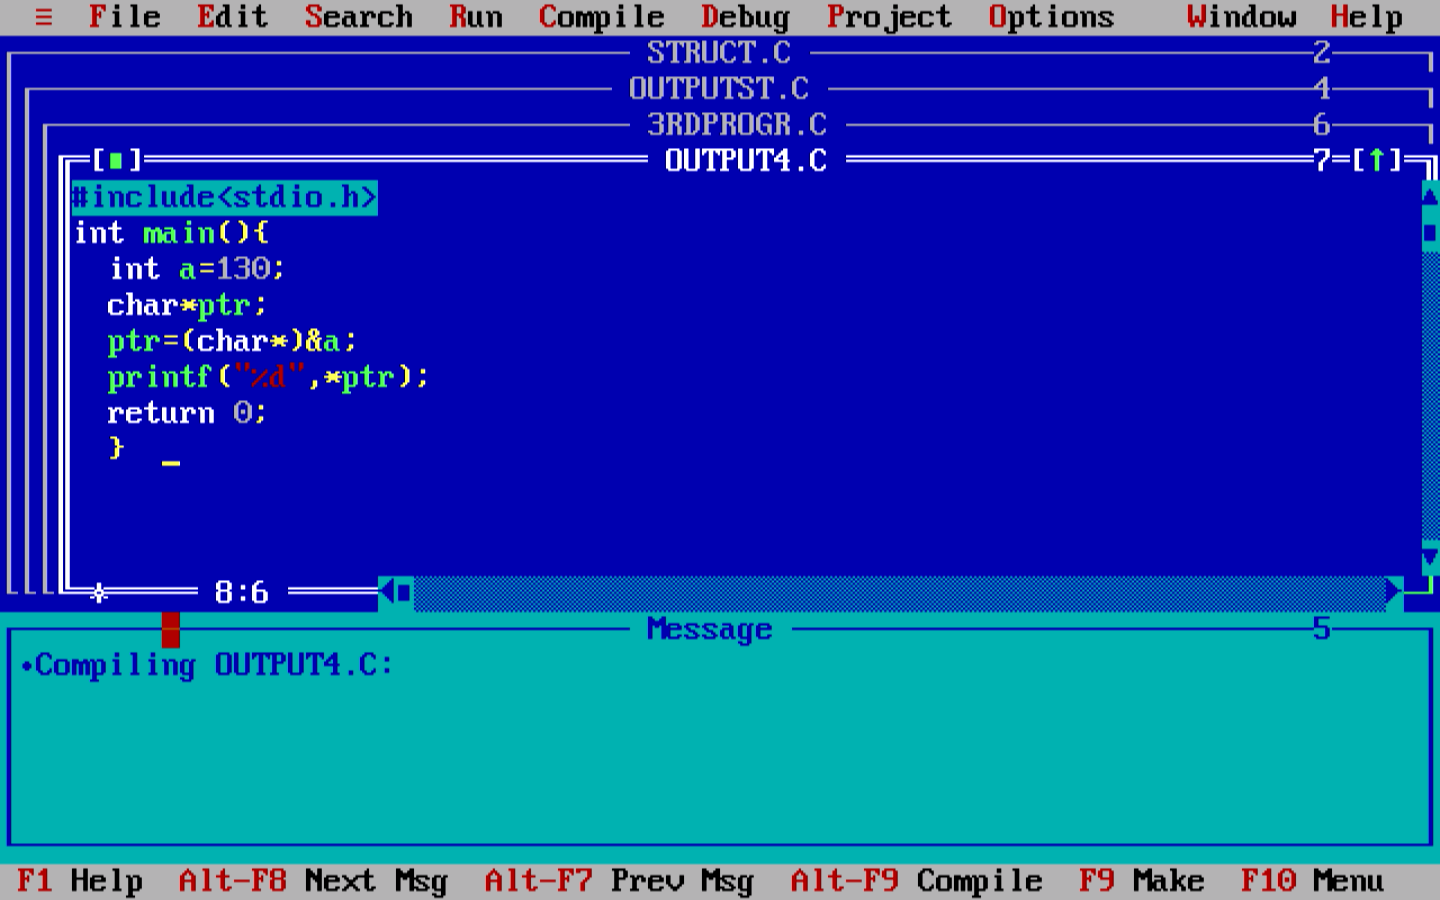 ≡ File Edit Search Run Compile Debug Project Options Window Help
STRUCT.C 2
OUTPUTST.C 4
3RDPROGR.C 6
[■] OUTPUT4.C 7=[↑]
#include<stdio.h>
int main(){
int a=130;
char*ptr;
ptr=(char*)&a;
printf("%d",*ptr);
return 0;
}
8:6
Message 5
•Compiling OUTPUT4.C:
F1 Help Alt-F8 Next Msg Alt-F7 Prev Msg Alt-F9 Compile F9 Make F10 Menu